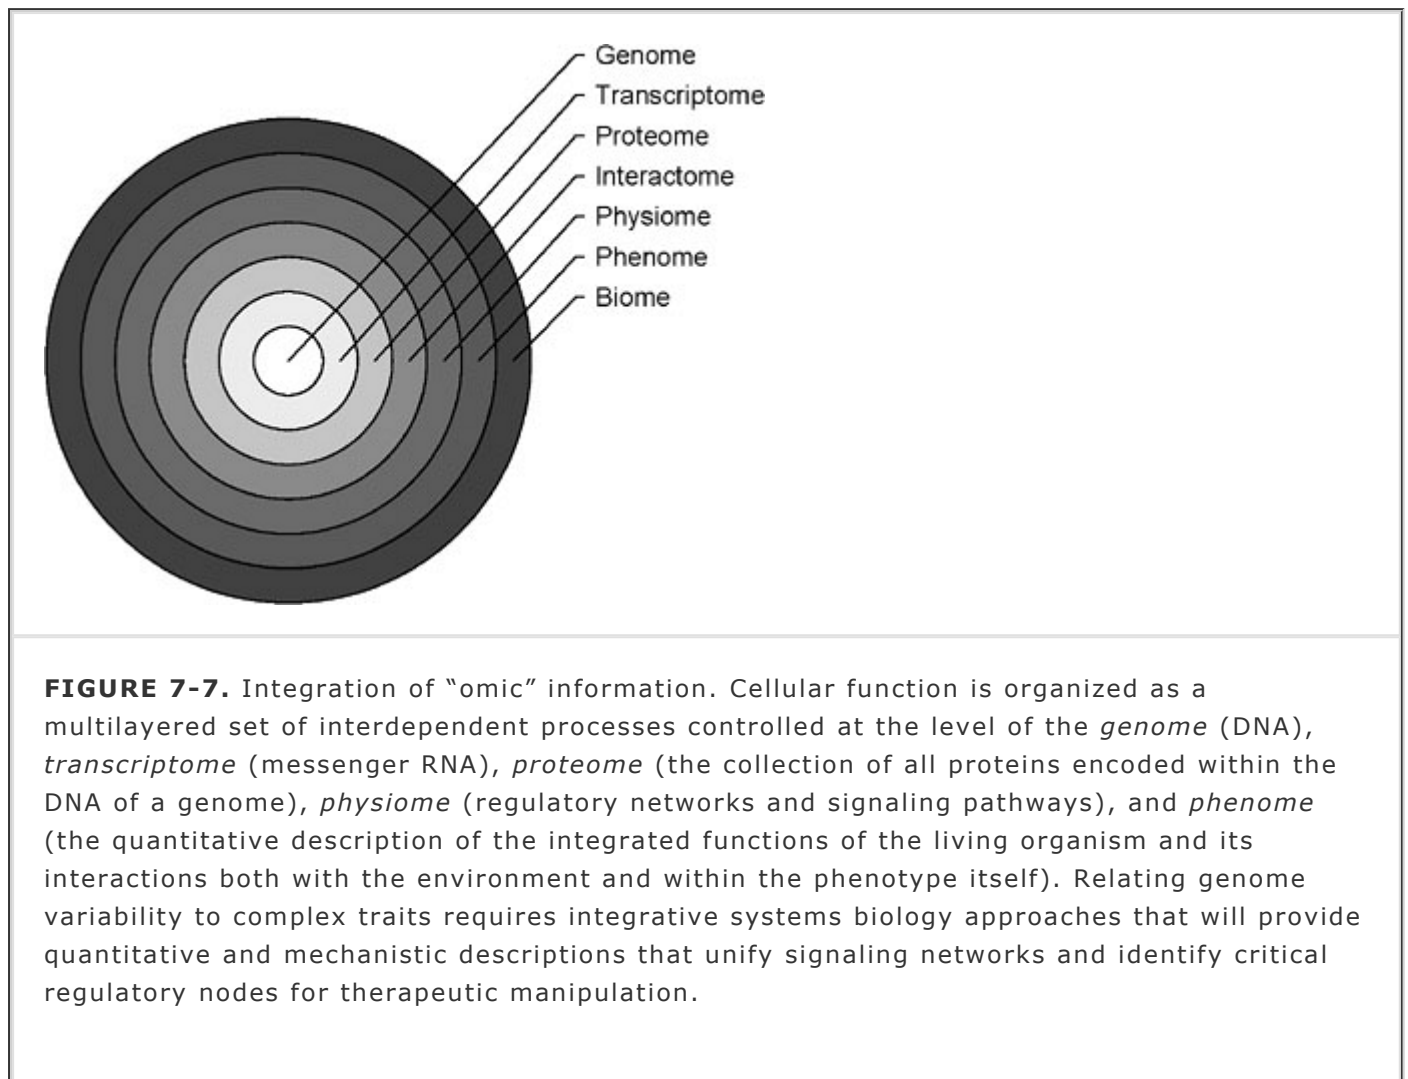 Genome
Transcriptome
Proteome
Interactome
Physiome
Phenome
Biome
FIGURE 7-7. Integration of “omic” information. Cellular function is organized as a
multilayered set of interdependent processes controlled at the level of the genome (DNA),
transcriptome (messenger RNA), proteome (the collection of all proteins encoded within the
DNA of a genome), physiome (regulatory networks and signaling pathways), and phenome
(the quantitative description of the integrated functions of the living organism and its
interactions both with the environment and within the phenotype itself). Relating genome
variability to complex traits requires integrative systems biology approaches that will provide
quantitative and mechanistic descriptions that unify signaling networks and identify critical
regulatory nodes for therapeutic manipulation.